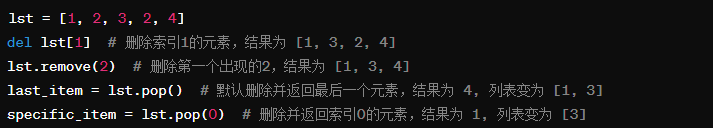 lst = [1, 2, 3, 2, 4]
del lst[1]  # 删除索引1的元素，结果为 [1, 3, 2, 4]
lst.remove(2)  # 删除第一个出现的2，结果为 [1, 3, 4]
last_item = lst.pop()  # 默认删除并返回最后一个元素，结果为 4, 列表变为 [1, 3]
specific_item = lst.pop(0)  # 删除并返回索引0的元素，结果为 1, 列表变为 [3]